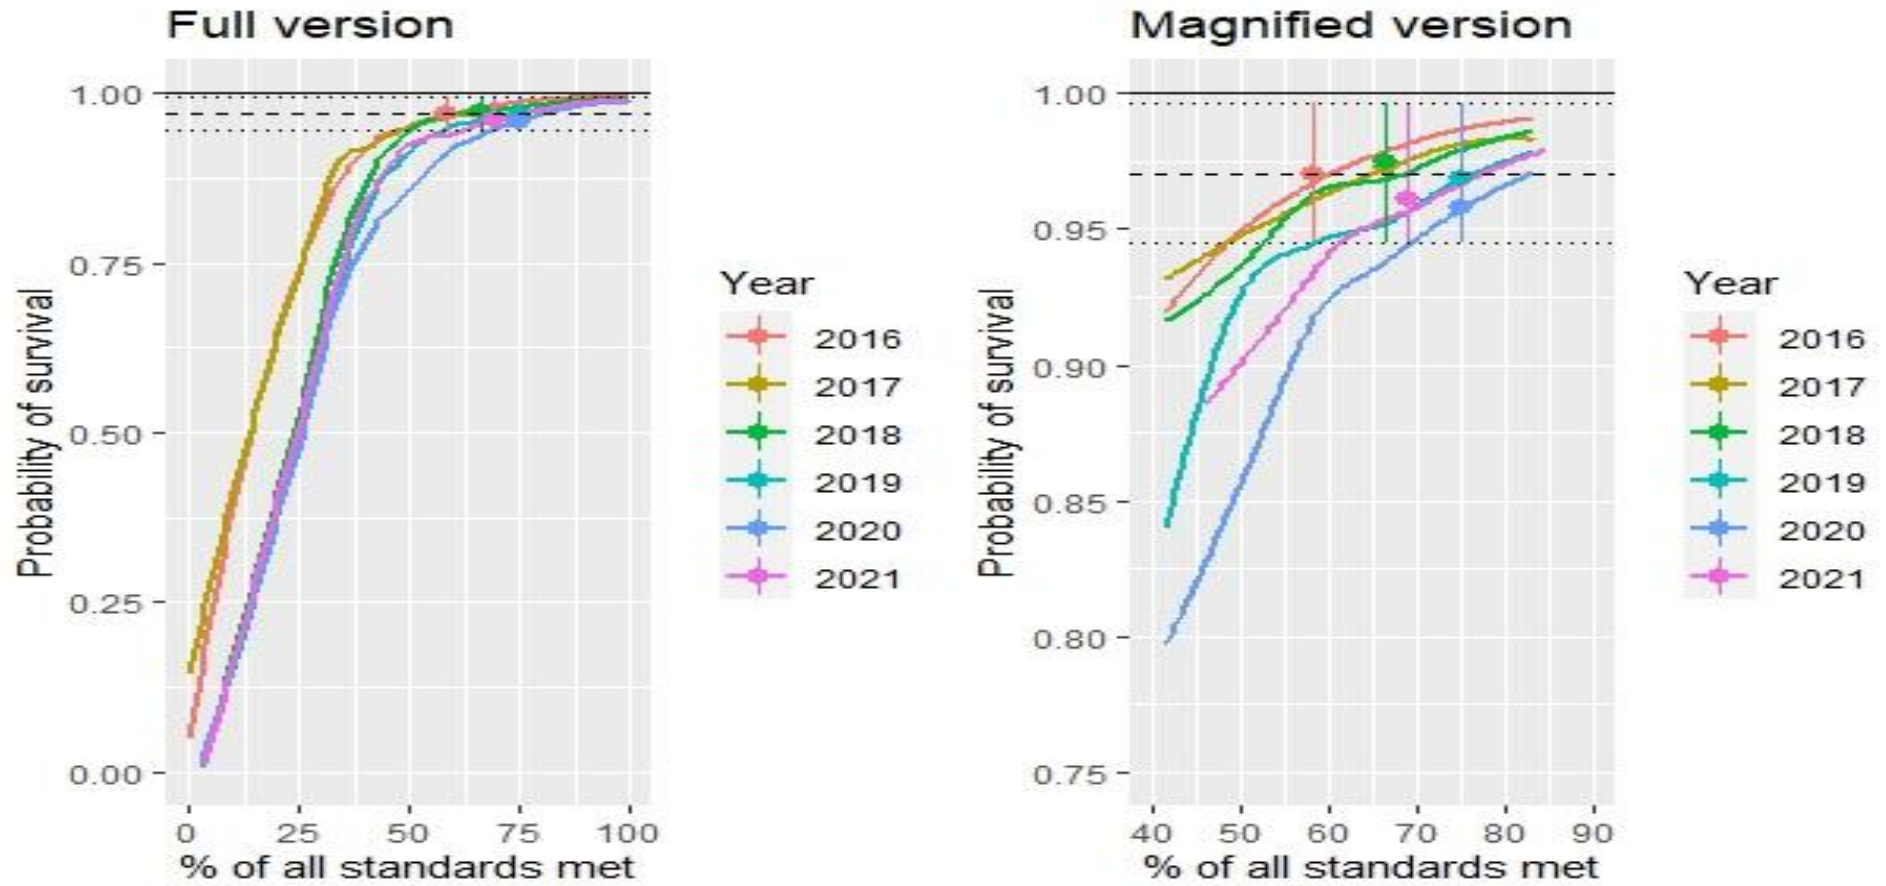 Full version
1.00
0.75
0.50
0.25
0.00
Probability of survival
0 25 50 75 100
% of all standards met
Year
2016
2017
2018
2019
2020
2021
Magnified version
1.00
0.95
0.90
0.85
0.80
0.75
Probability of survival
40 50 60 70 80 90
% of all standards met
Year
2016
2017
2018
2019
2020
2021